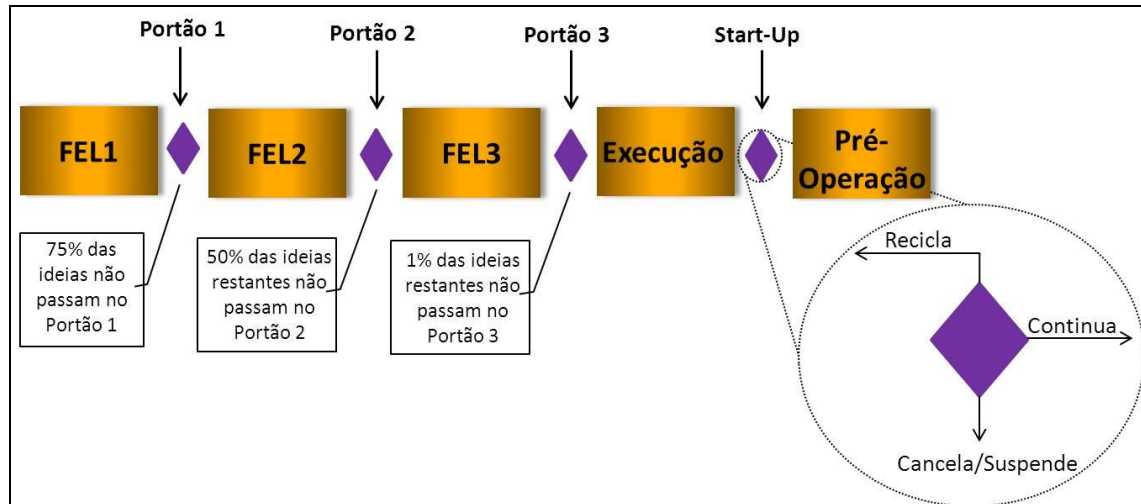 Portão 1
Portão 2
Portão 3
Start-Up
FEL1
FEL2
FEL3
Execução
Pré-
Operação
75% das
ideias não
passam no
Portão 1
50% das ideias
restantes não
passam no
Portão 2
1% das ideias
restantes não
passam no
Portão 3
Recicla
Continua
Cancela/Suspende